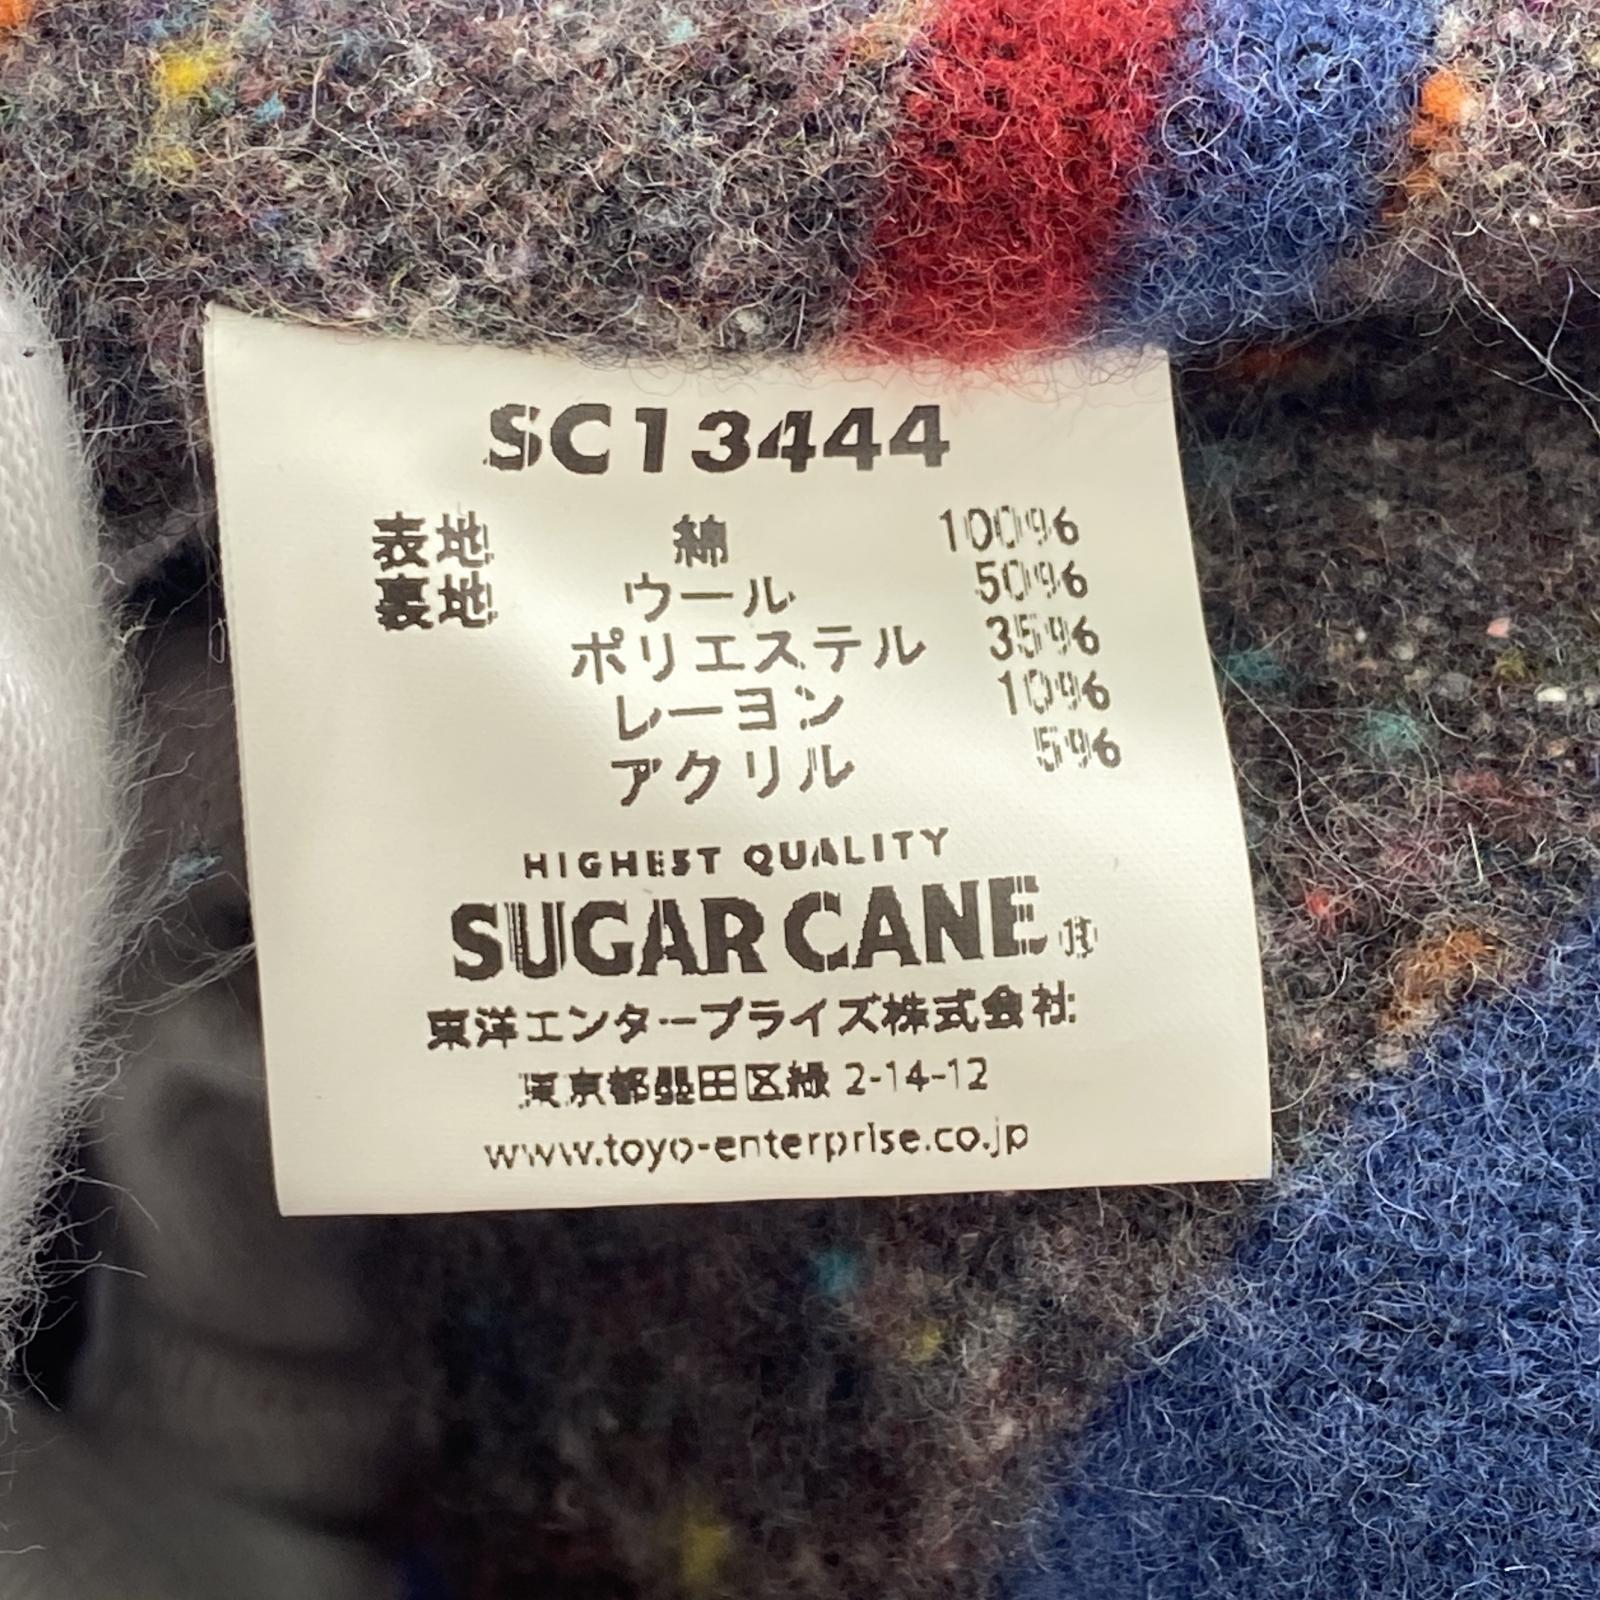 SC13444
表地 綿 100%
裏地 ウール 50%
ポリエステル 35%
レーヨン 10%
アクリル 5%
HIGHEST QUALITY
SUGAR CANE®
東洋エンタープライズ株式会社
東京都墨田区緑 2-14-12
www.toyo-enterprise.co.jp